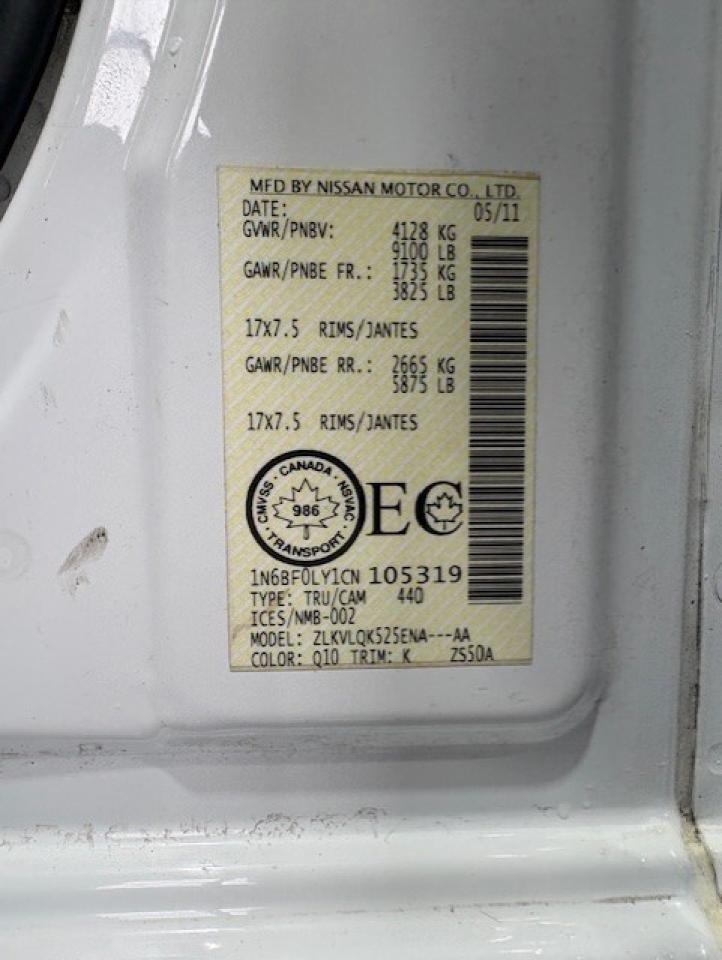 MFD BY NISSAN MOTOR CO., LTD.
DATE: 05/11
GVWR/PNBV: 4128 KG
9100 LB
GAWR/PNBE FR.: 1735 KG
3825 LB
17X7.5 RIMS/JANTES
GAWR/PNBE RR.: 2665 KG
5875 LB
17X7.5 RIMS/JANTES
CMVSS · CANADA · NSVAC · TRANSPORT ·
986
EC
1N6BF0LY1CN 105319
TYPE: TRU/CAM 440
ICES/NMB-002
MODEL: ZLKVLQK525ENA---AA
COLOR: Q10 TRIM: K ZS50A